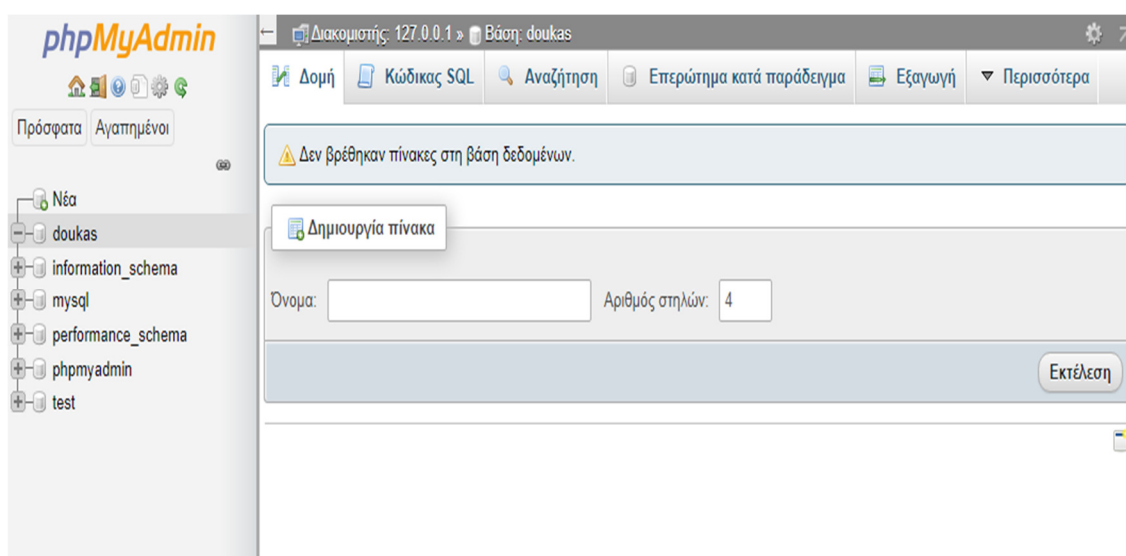 phpMyAdmin
Πρόσφατα Αγαπημένοι
Νέα
doukas
information_schema
mysql
performance_schema
phpmyadmin
test
Διακομιστής: 127.0.0.1 » Βάση: doukas
Δομή Κώδικας SQL Αναζήτηση Επερώτημα κατά παράδειγμα Εξαγωγή Περισσότερα
Δεν βρέθηκαν πίνακες στη βάση δεδομένων.
Δημιουργία πίνακα
Όνομα: Αριθμός στηλών: 4
Εκτέλεση